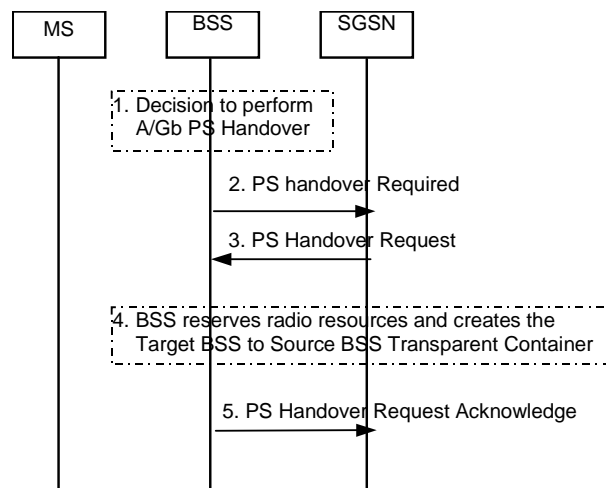 MS
BSS
SGSN
1. Decision to perform
A/Gb PS Handover
2. PS handover Required
3. PS Handover Request
4. BSS reserves radio resources and creates the
Target BSS to Source BSS Transparent Container
5. PS Handover Request Acknowledge